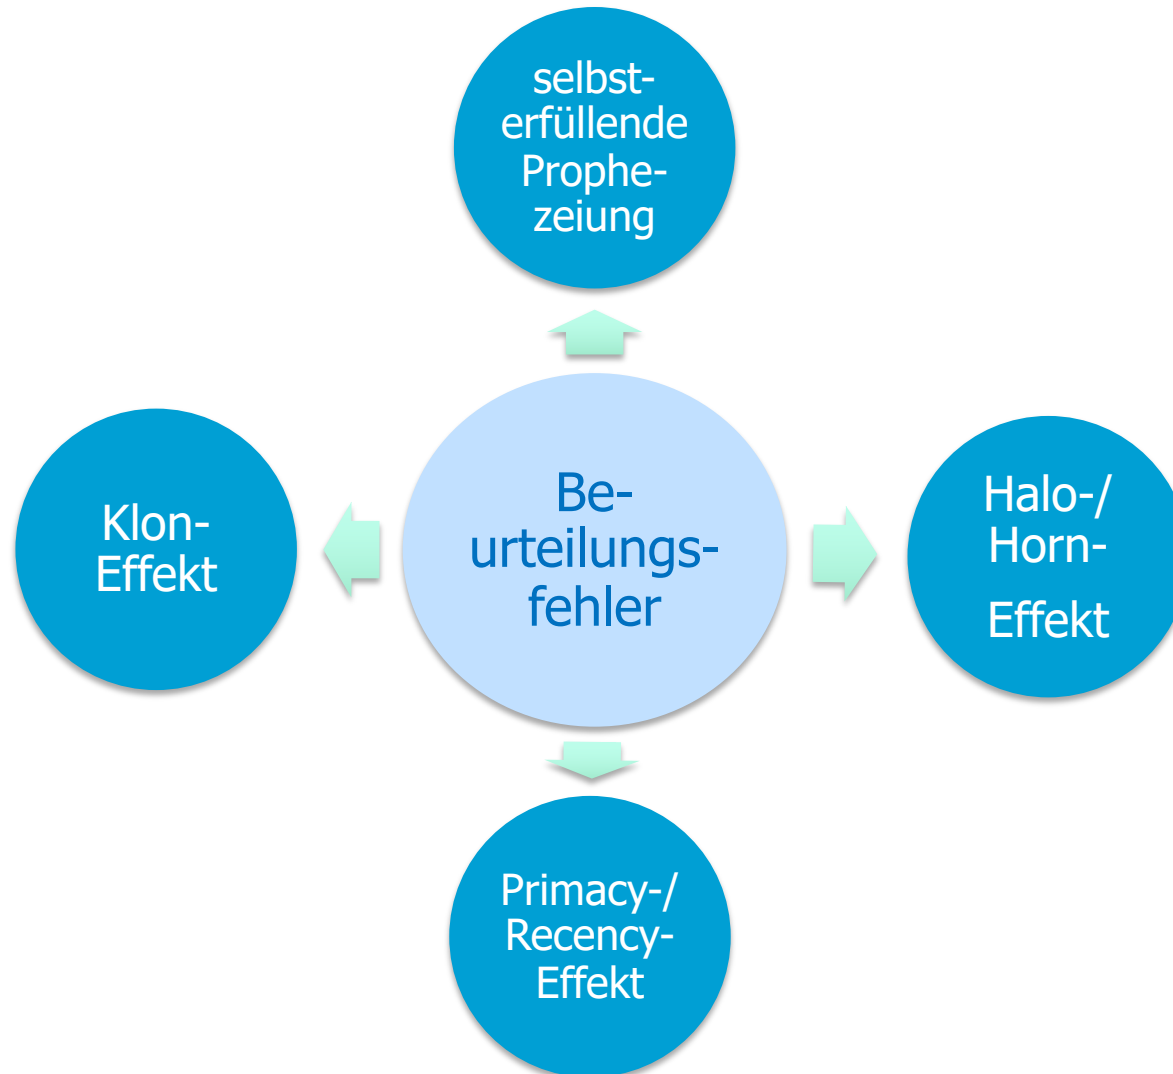 selbst-
erfüllende
Prophe-
zeiung
Klon-
Effekt
Be-
urteilungs-
fehler
Halo-/
Horn-
Effekt
Primacy-/
Recency-
Effekt